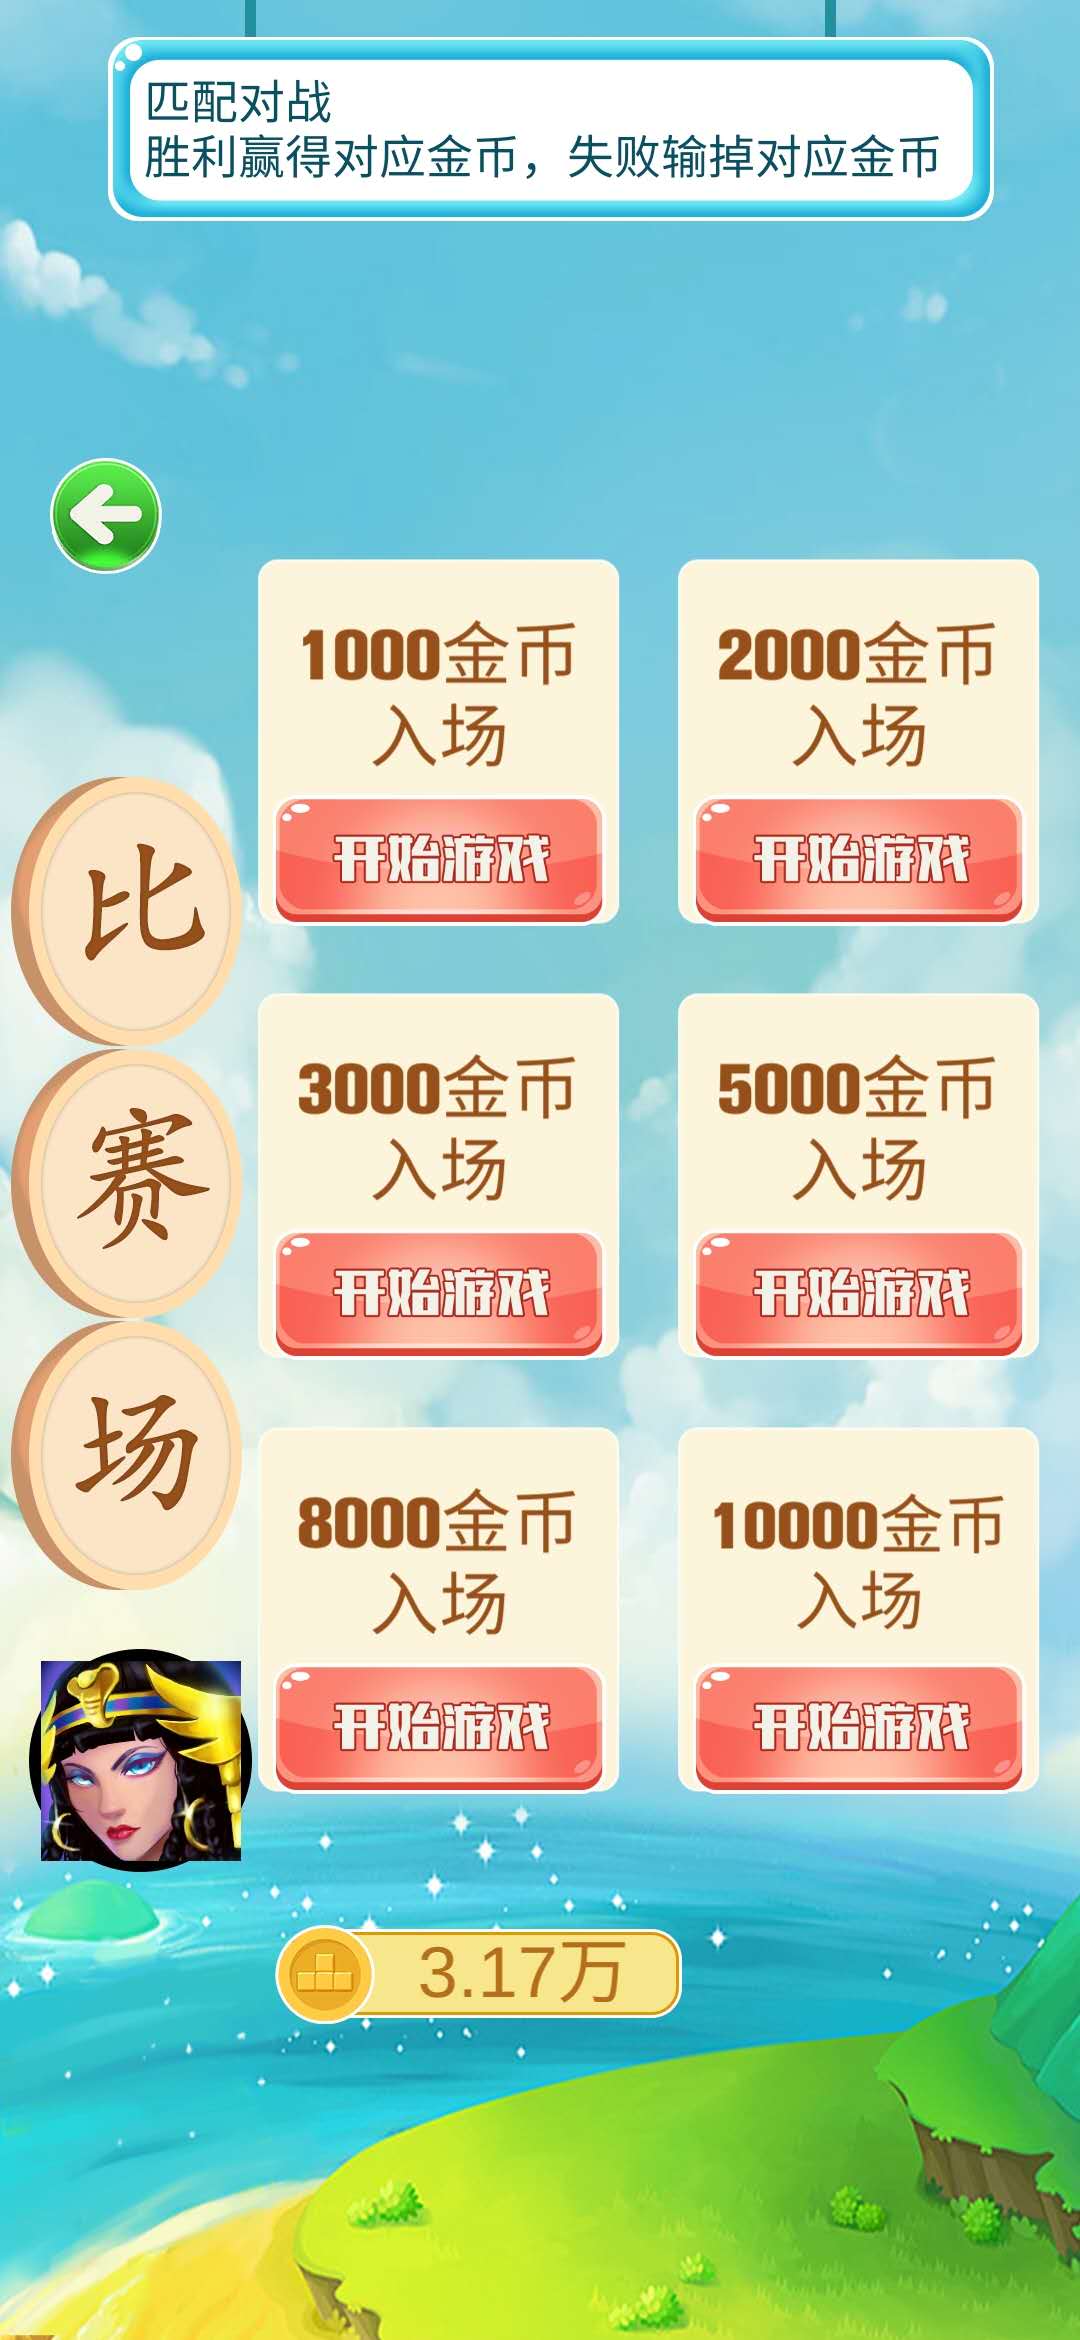 匹配对战
胜利赢得对应金币，失败输掉对应金币
1000金币
入场
开始游戏
2000金币
入场
开始游戏
比
赛
场
3000金币
入场
开始游戏
5000金币
入场
开始游戏
8000金币
入场
开始游戏
10000金币
入场
开始游戏
3.17万